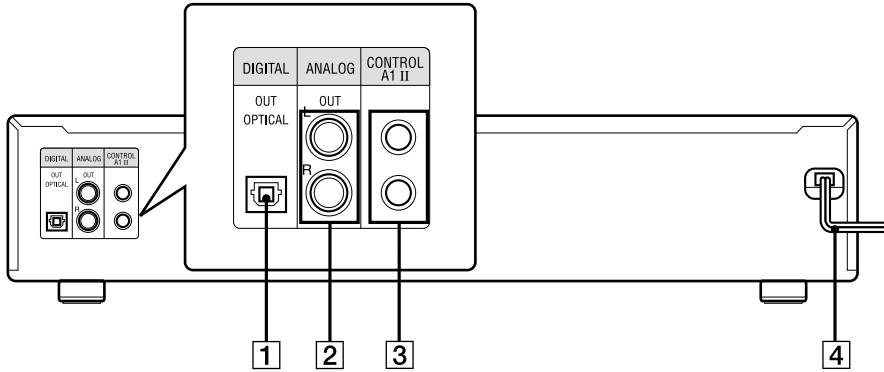 DIGITAL ANALOG CONTROL A1 II
OUT OPTICAL
OUT
L
R
DIGITAL ANALOG CONTROL A1 II
OUT OPTICAL
OUT
L
R
1 2 3 4